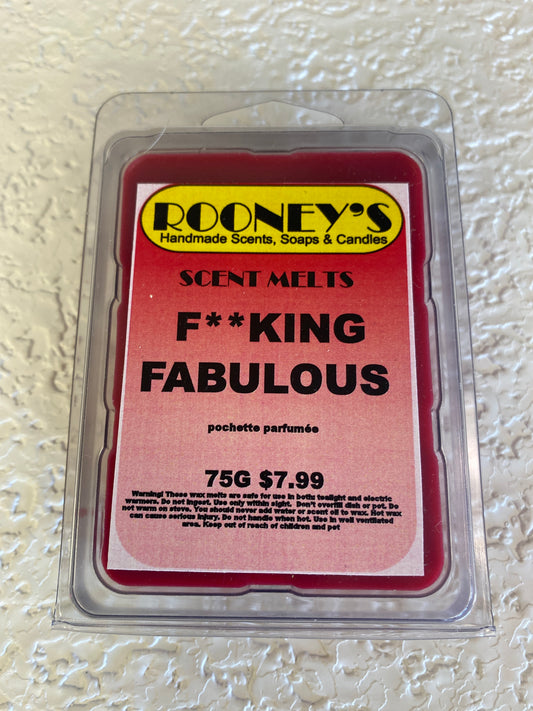 ROONEY'S
Handmade Scents, Soaps & Candles
SCENT MELTS
F**KING
FABULOUS
pochette parfumée
75G $7.99
Warning! These wax melts are safe for use in both tealight and electric
warmers. Do not ingest. Use only within sight. Don't overfill dish or pot. Do
not warm on stove. You should never add water or scent oil to wax. Hot wax
can cause serious injury. Do not handle when hot. Use in well ventilated
area. Keep out of reach of children and pet